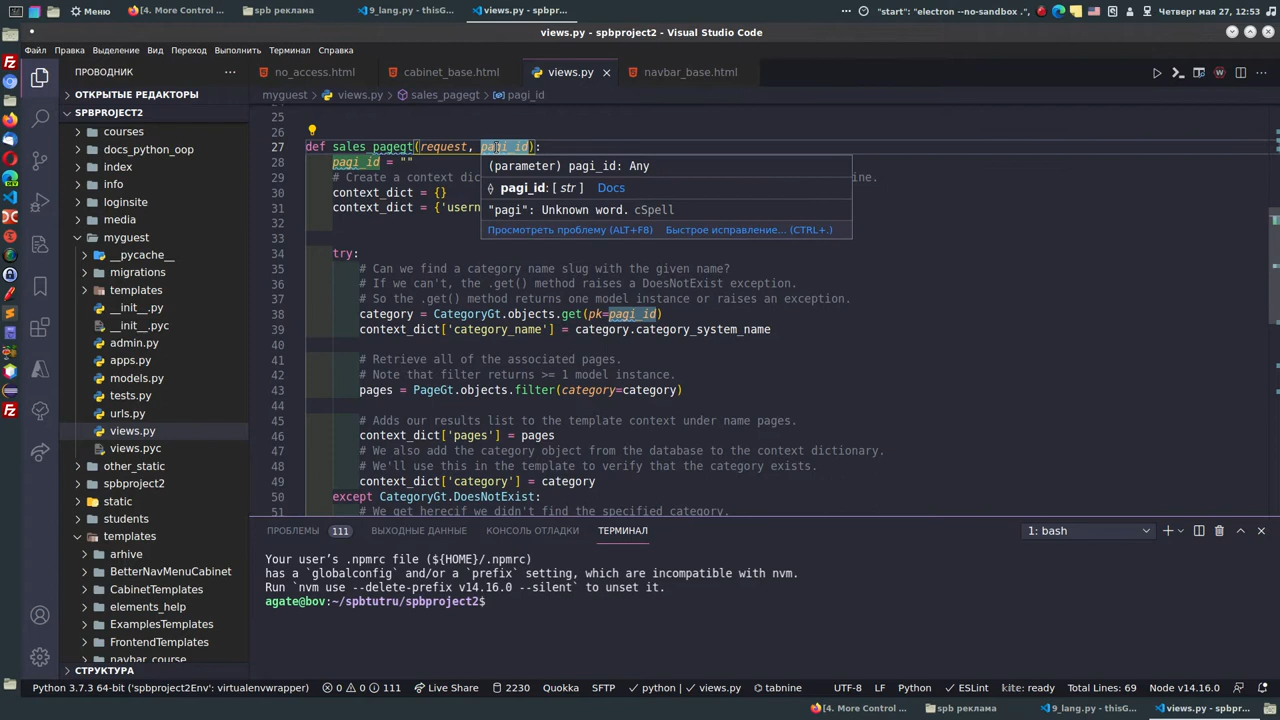 Меню
[4. More Control ...
spb реклама
9_lang.py - thisG...
views.py - spbpr...
"start": "electron --no-sandbox .",
Четверг мая 27, 12:53
views.py - spbproject2 - Visual Studio Code
Файл Правка Выделение Вид Переход Выполнить Терминал Справка
ПРОВОДНИК
no_access.html
cabinet_base.html
views.py
navbar_base.html
ОТКРЫТЫЕ РЕДАКТОРЫ
myguest > views.py > sales_pagegt > pagi_id
SPBPROJECT2
courses
docs_python_oop
index
info
loginsite
media
myguest
__pycache__
migrations
templates
__init__.py
__init__.pyc
admin.py
apps.py
models.py
tests.py
urls.py
views.py
views.pyc
other_static
spbproject2
static
students
templates
arhive
BetterNavMenuCabinet
CabinetTemplates
elements_help
ExamplesTemplates
FrontendTemplates
navbar_course
СТРУКТУРА
25
26
27 def sales_pagegt(request, pagi_id):
28 pagi_id = ""
29 # Create a context dic
ine.
30 context_dict = {}
31 context_dict = {'usern
32
33
34 try:
35 # Can we find a category name slug with the given name?
36 # If we can't, the .get() method raises a DoesNotExist exception.
37 # So the .get() method returns one model instance or raises an exception.
38 category = CategoryGt.objects.get(pk=pagi_id)
39 context_dict['category_name'] = category.category_system_name
40
41 # Retrieve all of the associated pages.
42 # Note that filter returns >= 1 model instance.
43 pages = PageGt.objects.filter(category=category)
44
45 # Adds our results list to the template context under name pages.
46 context_dict['pages'] = pages
47 # We also add the category object from the database to the context dictionary.
48 # We'll use this in the template to verify that the category exists.
49 context_dict['category'] = category
50 except CategoryGt.DoesNotExist:
51 # We get herecif we didn't find the specified category.
(parameter) pagi_id: Any
pagi_id: [ str ] Docs
"pagi": Unknown word. cSpell
Просмотреть проблему (ALT+F8) Быстрое исправление... (CTRL+.)
ПРОБЛЕМЫ 111 ВЫХОДНЫЕ ДАННЫЕ КОНСОЛЬ ОТЛАДКИ ТЕРМИНАЛ
1: bash
Your user's .npmrc file (${HOME}/.npmrc)
has a `globalconfig` and/or a `prefix` setting, which are incompatible with nvm.
Run `nvm use --delete-prefix v14.16.0 --silent` to unset it.
agate@bov:~/spbtutru/spbproject2$
Python 3.7.3 64-bit ('spbproject2Env': virtualenvwrapper) 0 0 111 Live Share 2230 Quokka SFTP python | views.py tabnine UTF-8 LF Python ESLint kite: ready Total Lines: 69 Node v14.16.0
[4. More Control ...
spb реклама
9_lang.py - thisG...
views.py - spbpr...